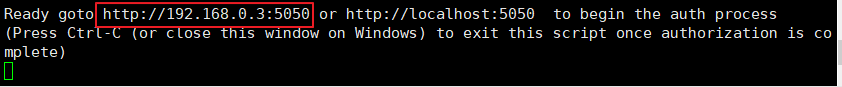 Ready goto http://192.168.0.3:5050 or http://localhost:5050  to begin the auth process
(Press Ctrl-C (or close this window on Windows) to exit this script once authorization is co
mplete)